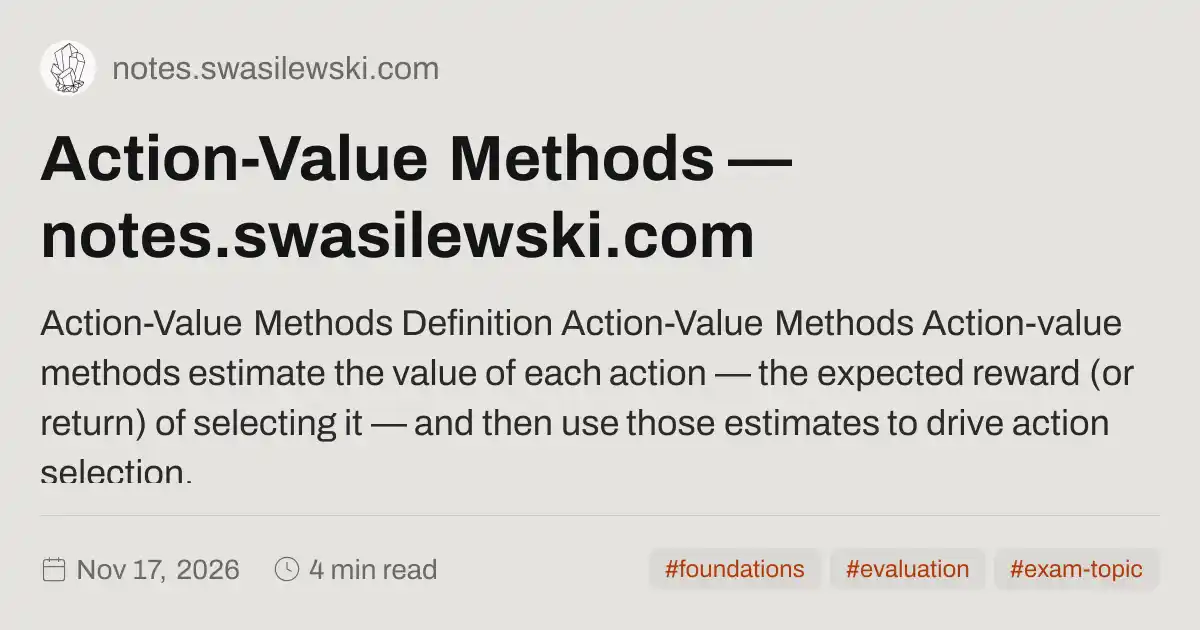 notes.swasilewski.com
Action-Value Methods —
notes.swasilewski.com
Action-Value Methods Definition Action-Value Methods Action-value
methods estimate the value of each action — the expected reward (or
return) of selecting it — and then use those estimates to drive action
selection.
Nov 17, 2026 4 min read #foundations #evaluation #exam-topic